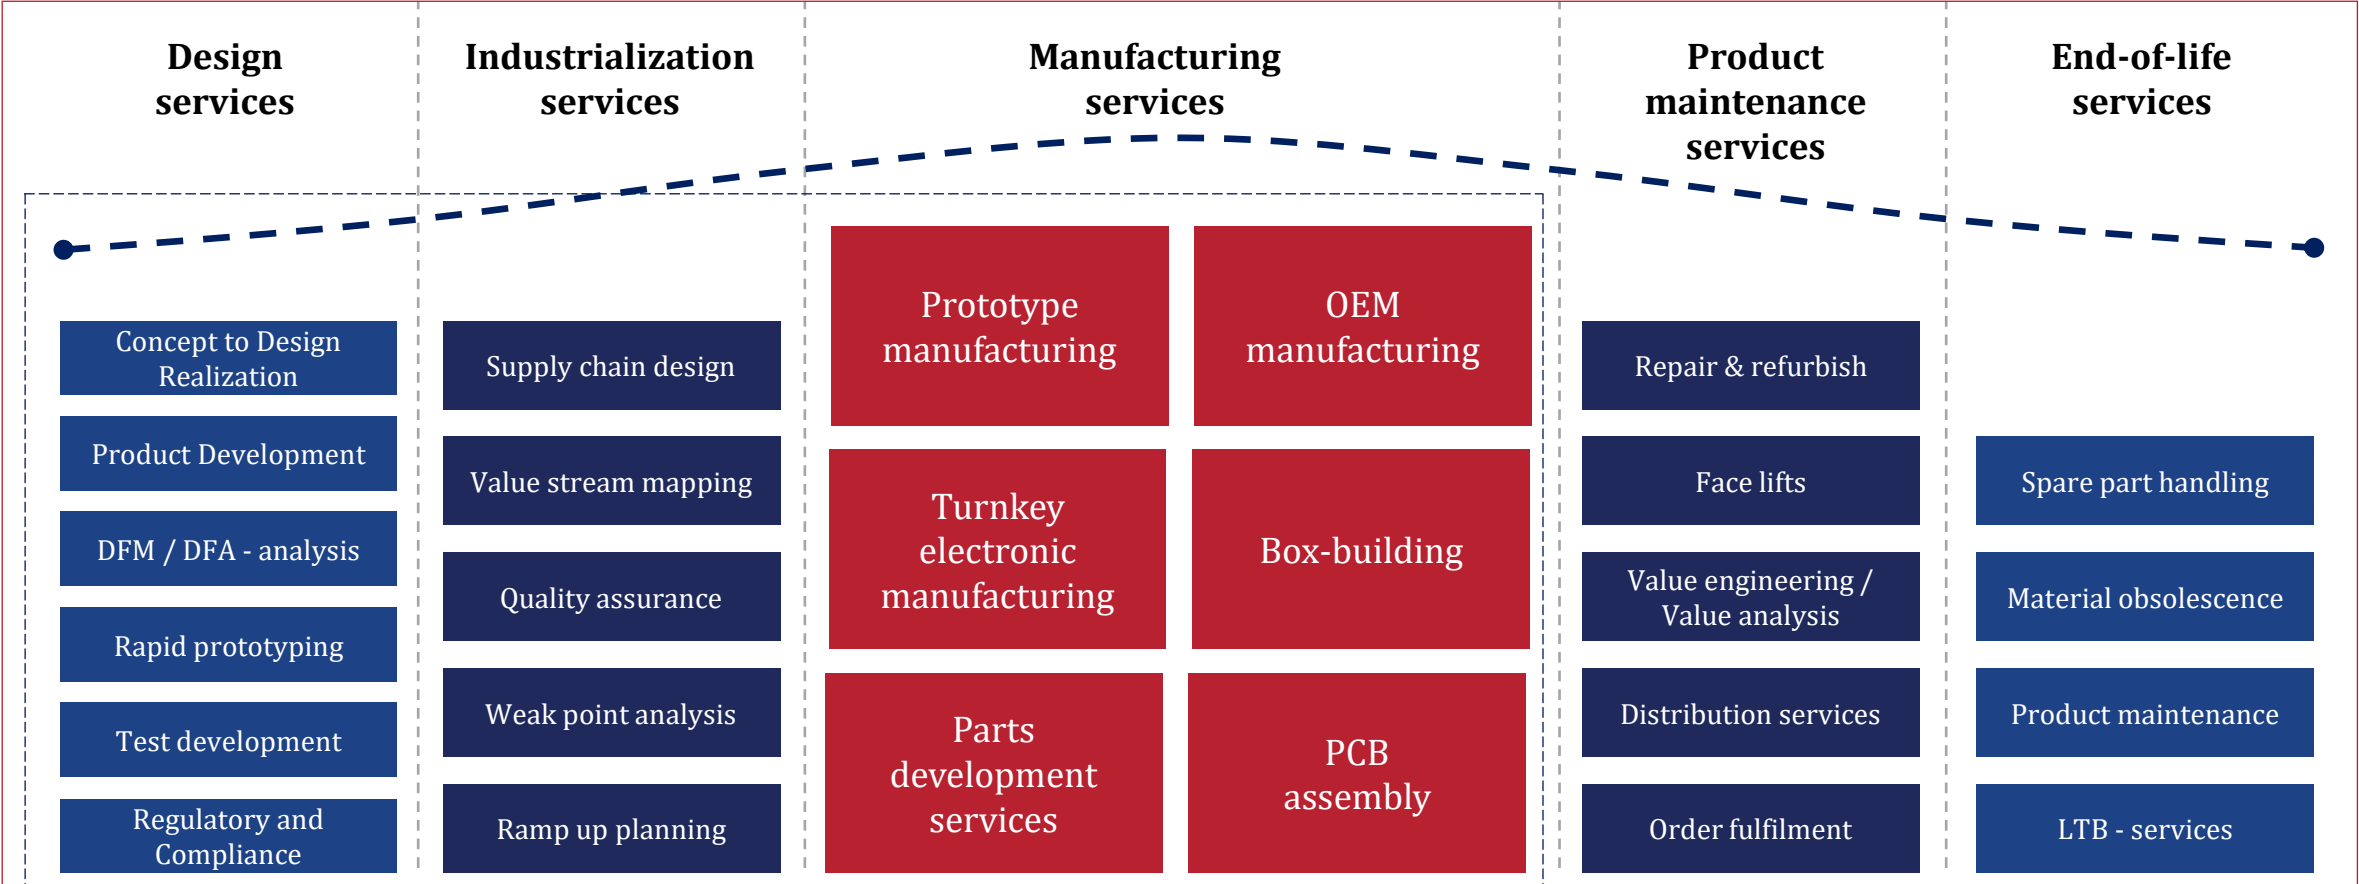 Design
services
Industrialization
services
Manufacturing
services
Product
maintenance
services
End-of-life
services
Concept to Design
Realization
Product Development
DFM / DFA - analysis
Rapid prototyping
Test development
Regulatory and
Compliance
Supply chain design
Value stream mapping
Quality assurance
Weak point analysis
Ramp up planning
Prototype
manufacturing
OEM
manufacturing
Turnkey
electronic
manufacturing
Box-building
Parts
development
services
PCB
assembly
Repair & refurbish
Face lifts
Value engineering /
Value analysis
Distribution services
Order fulfilment
Spare part handling
Material obsolescence
Product maintenance
LTB - services